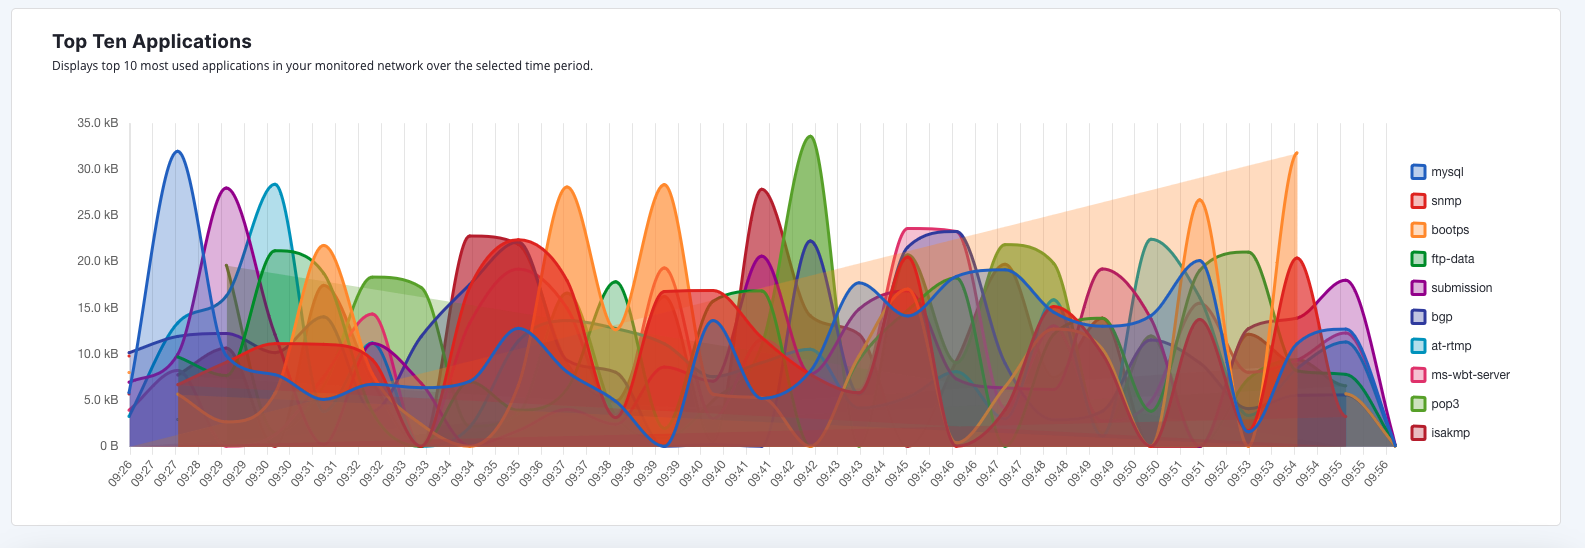 Top Ten Applications
Displays top 10 most used applications in your monitored network over the selected time period.
35.0 kB
30.0 kB
25.0 kB
20.0 kB
15.0 kB
10.0 kB
5.0 kB
0 B
09:26 09:27 09:27 09:28 09:29 09:29 09:30 09:30 09:31 09:31 09:32 09:32 09:33 09:33 09:34 09:34 09:35 09:35 09:36 09:37 09:37 09:38 09:38 09:39 09:39 09:40 09:40 09:41 09:41 09:42 09:42 09:43 09:43 09:44 09:45 09:45 09:46 09:46 09:47 09:47 09:48 09:48 09:49 09:49 09:50 09:50 09:51 09:51 09:52 09:53 09:53 09:54 09:54 09:55 09:55 09:56
mysql
snmp
bootps
ftp-data
submission
bgp
at-rtmp
ms-wbt-server
pop3
isakmp